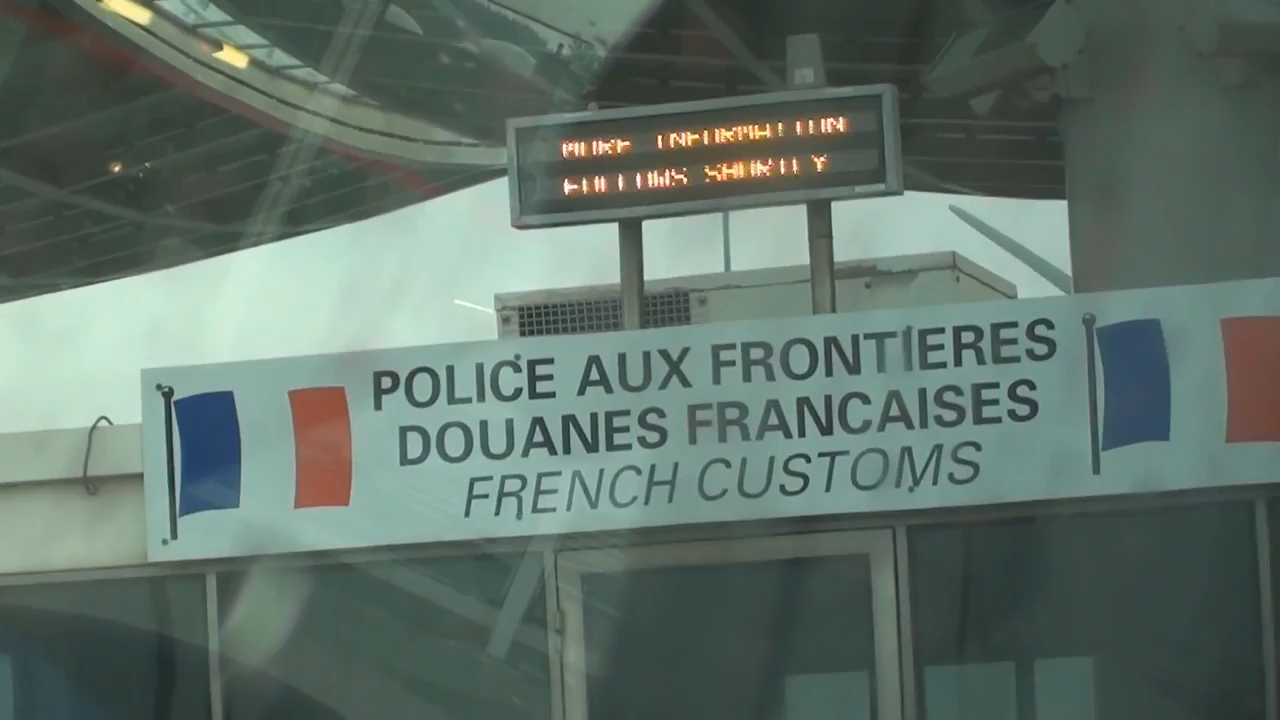 MORE INFORMATION
FOLLOWS SHORTLY
POLICE AUX FRONTIERES
DOUANES FRANCAISES
FRENCH CUSTOMS